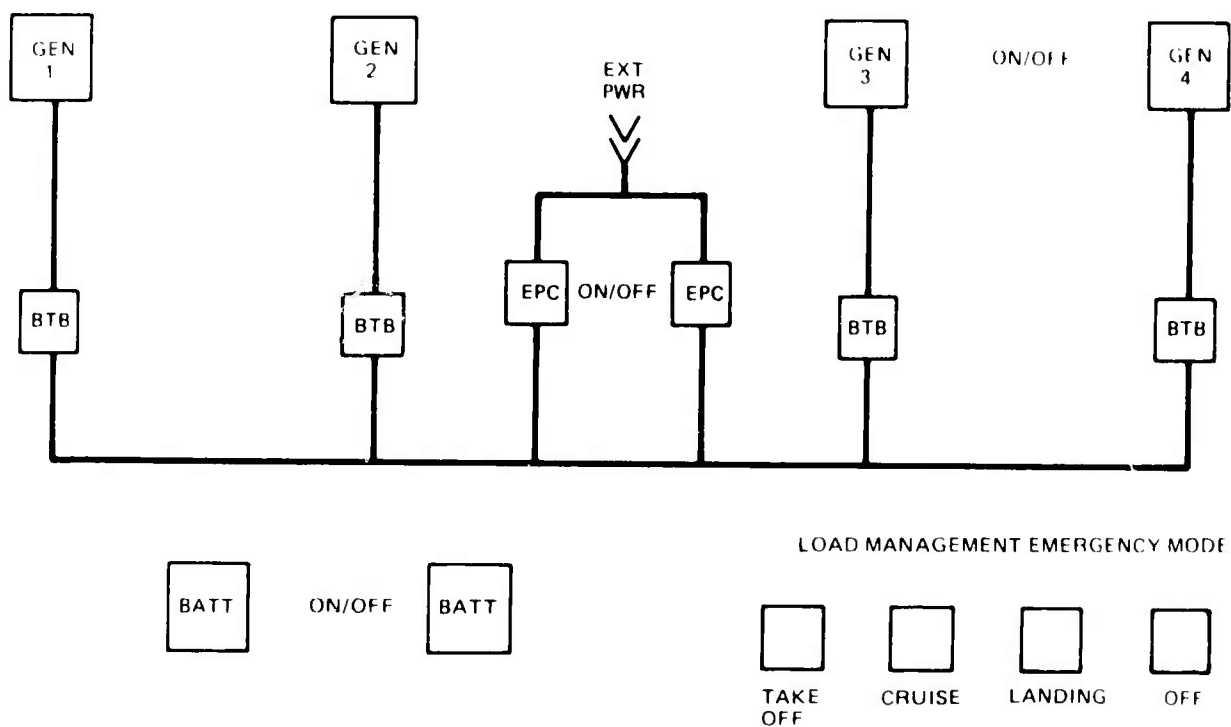 GEN
1
GEN
2
EXT
PWR
GEN
3
ON/OFF
GEN
4
EPC
ON/OFF
EPC
BTB
BTB
BTB
BTB
LOAD MANAGEMENT EMERGENCY MODE
BATT
ON/OFF
BATT
TAKE
OFF
CRUISE
LANDING
OFF